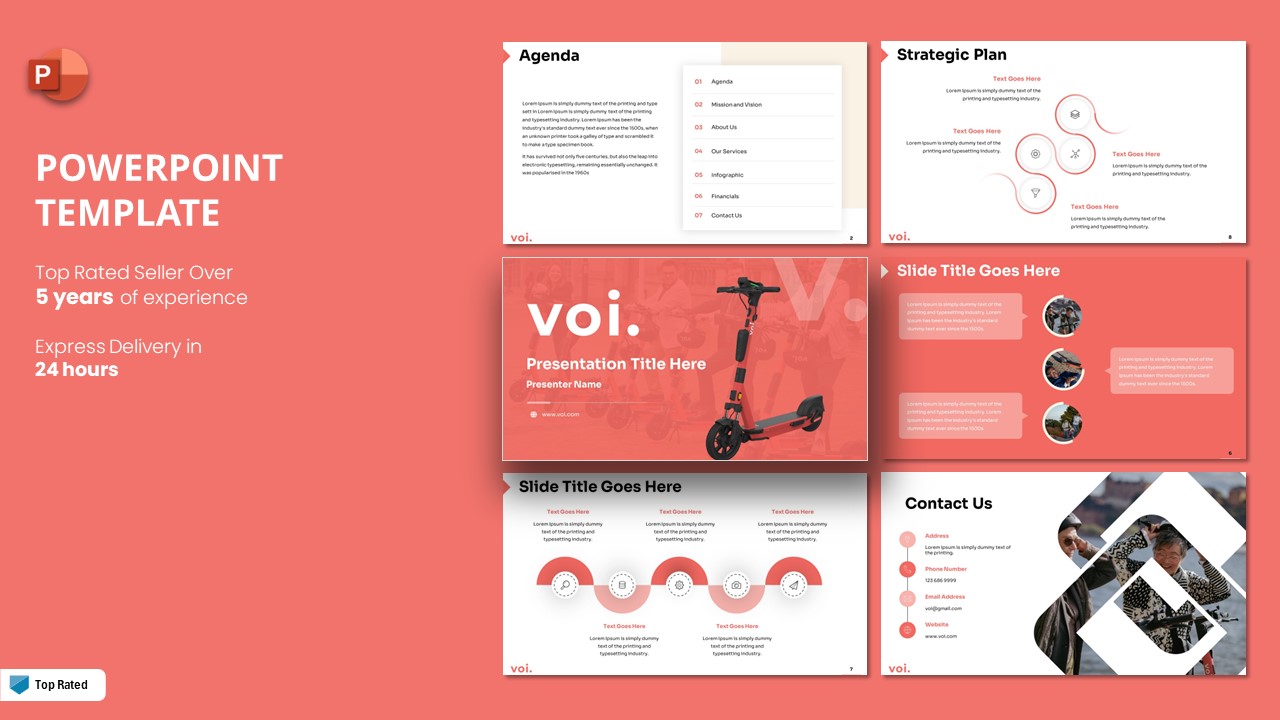 P
POWERPOINT
TEMPLATE
Top Rated Seller Over
5 years of experience
Express Delivery in
24 hours
Top Rated
Agenda
Lorem Ipsum is simply dummy text of the printing and type
sett in Lorem Ipsum is simply dummy text of the printing
and typesetting industry. Lorem Ipsum has been the
industry's standard dummy text ever since the 1500s, when
an unknown printer took a galley of type and scrambled it
to make a type specimen book.
It has survived not only five centuries, but also the leap into
electronic typesetting, remaining essentially unchanged. It
was popularised in the 1960s
01 Agenda
02 Mission and Vision
03 About Us
04 Our Services
05 Infographic
06 Financials
07 Contact Us
voi.
2
Strategic Plan
Text Goes Here
Lorem Ipsum is simply dummy text of the
printing and typesetting industry.
Text Goes Here
Lorem Ipsum is simply dummy text of the
printing and typesetting industry.
Text Goes Here
Lorem Ipsum is simply dummy text of the
printing and typesetting industry.
Text Goes Here
Lorem Ipsum is simply dummy text of the
printing and typesetting industry.
voi.
8
V.
voi.
Presentation Title Here
Presenter Name
www.voi.com
Slide Title Goes Here
Lorem Ipsum is simply dummy text of the
printing and typesetting industry. Lorem
Ipsum has been the industry's standard
dummy text ever since the 1500s.
Lorem Ipsum is simply dummy text of the
printing and typesetting industry. Lorem
Ipsum has been the industry's standard
dummy text ever since the 1500s.
Lorem Ipsum is simply dummy text of the
printing and typesetting industry. Lorem
Ipsum has been the industry's standard
dummy text ever since the 1500s.
Slide Title Goes Here
Text Goes Here
Lorem Ipsum is simply dummy
text of the printing and
typesetting industry.
Text Goes Here
Lorem Ipsum is simply dummy
text of the printing and
typesetting industry.
Text Goes Here
Lorem Ipsum is simply dummy
text of the printing and
typesetting industry.
Text Goes Here
Lorem Ipsum is simply dummy
text of the printing and
typesetting industry.
Text Goes Here
Lorem Ipsum is simply dummy
text of the printing and
typesetting industry.
voi.
7
Contact Us
Address
Lorem Ipsum is simply dummy text of
the printing.
Phone Number
123 686 9999
Email Address
voi@gmail.com
Website
www.voi.com
voi.